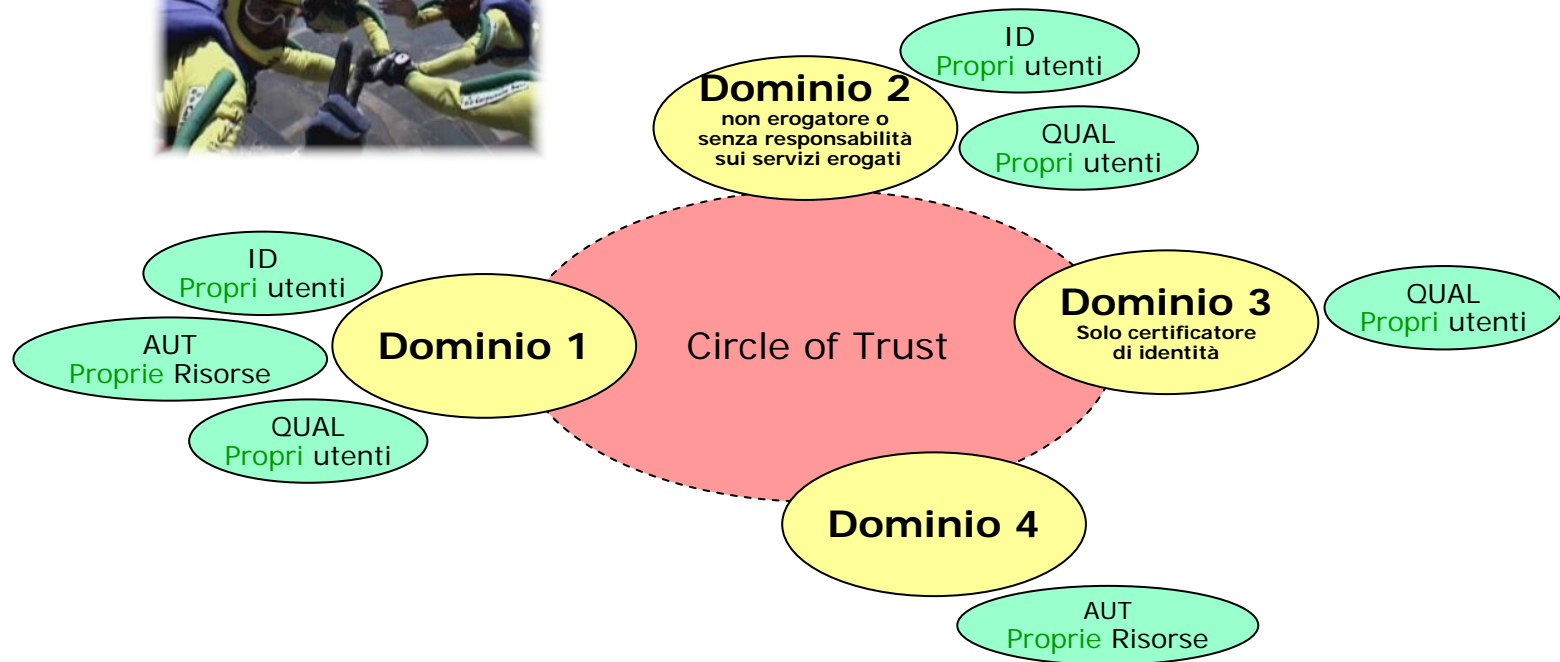 ID
Propri utenti
Dominio 2
non erogatore o
senza responsabilità
sui servizi erogati
QUAL
Propri utenti
ID
Propri utenti
AUT
Proprie Risorse
QUAL
Propri utenti
Dominio 1
Circle of Trust
Dominio 3
Solo certificatore
di identità
QUAL
Propri utenti
Dominio 4
AUT
Proprie Risorse